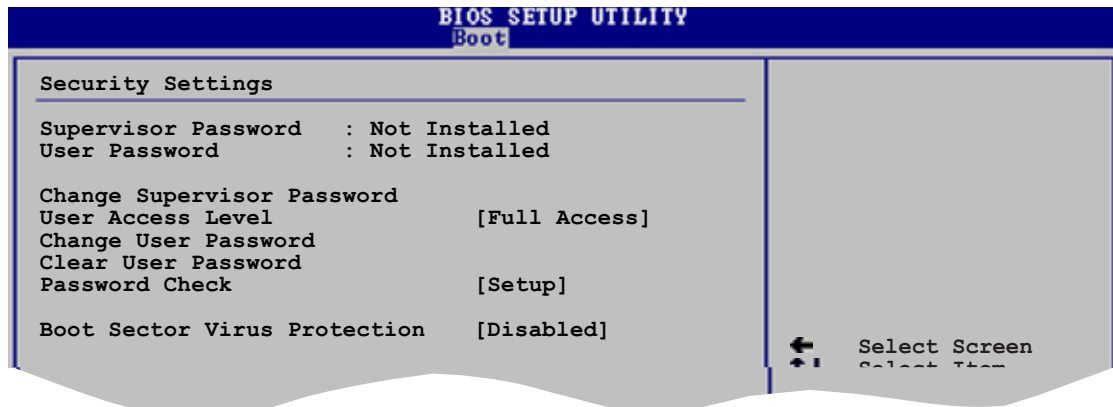 BIOS SETUP UTILITY
Boot
Security Settings
Supervisor Password : Not Installed
User Password : Not Installed
Change Supervisor Password
User Access Level [Full Access]
Change User Password
Clear User Password
Password Check [Setup]
Boot Sector Virus Protection [Disabled]
← Select Screen
Select Item